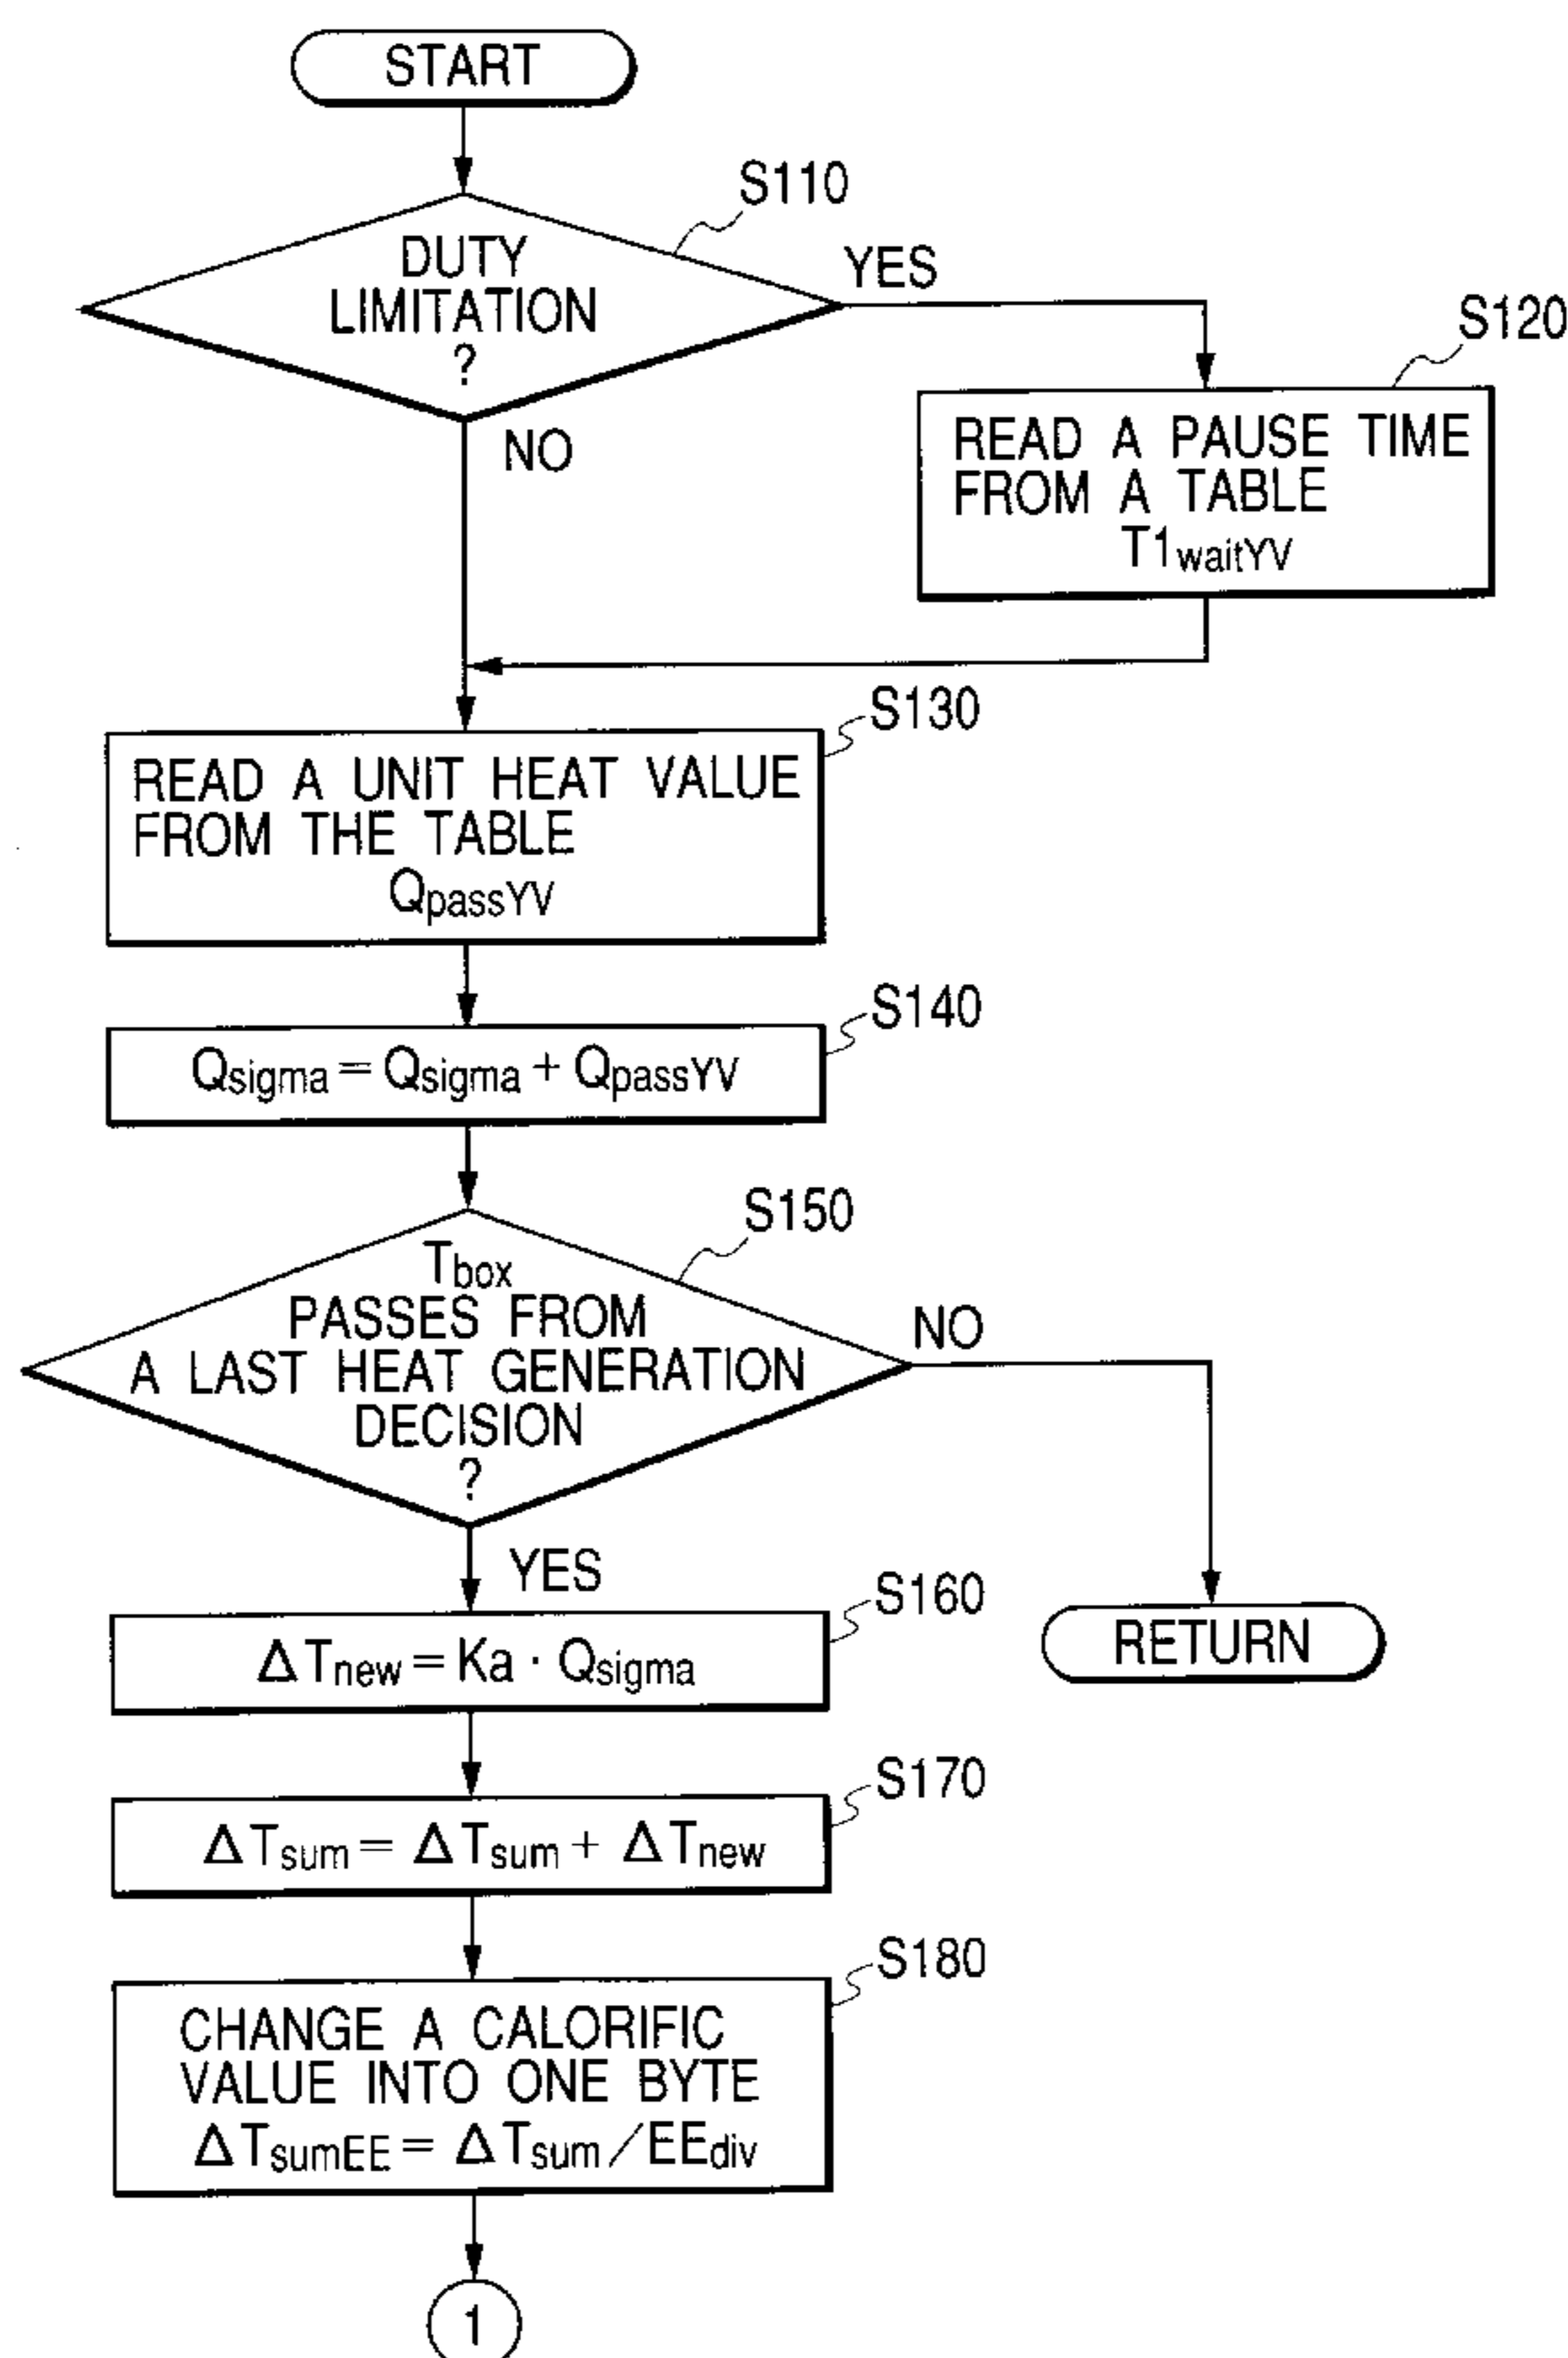 START
S110
DUTY
LIMITATION
?
YES
NO
S120
READ A PAUSE TIME
FROM A TABLE
T1waitYV
S130
READ A UNIT HEAT VALUE
FROM THE TABLE
QpassYV
S140
Qsigma = Qsigma + QpassYV
S150
Tbox
PASSES FROM
A LAST HEAT GENERATION
DECISION
?
NO
YES
RETURN
S160
ΔTnew = Ka · Qsigma
S170
ΔTsum = ΔTsum + ΔTnew
S180
CHANGE A CALORIFIC
VALUE INTO ONE BYTE
ΔTsumEE = ΔTsum / EEdiv
1